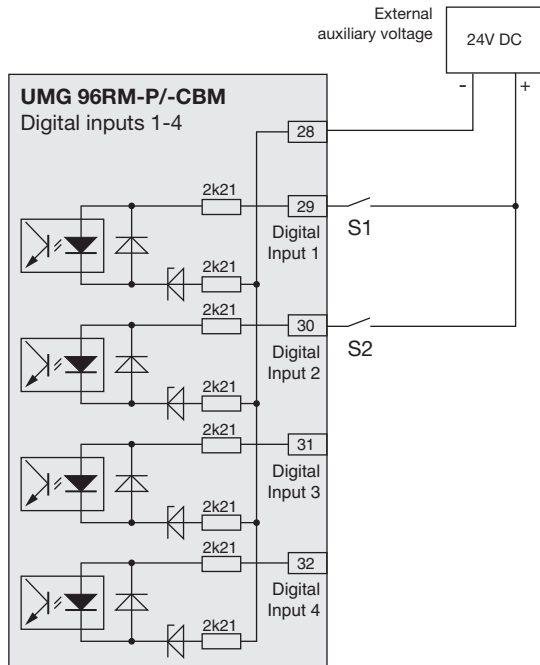 External
auxiliary voltage
24V DC
- +
UMG 96RM-P/-CBM
Digital inputs 1-4
28
2k21
29
S1
Digital
Input 1
2k21
2k21
30
S2
Digital
Input 2
2k21
2k21
31
Digital
Input 3
2k21
2k21
32
Digital
Input 4
2k21